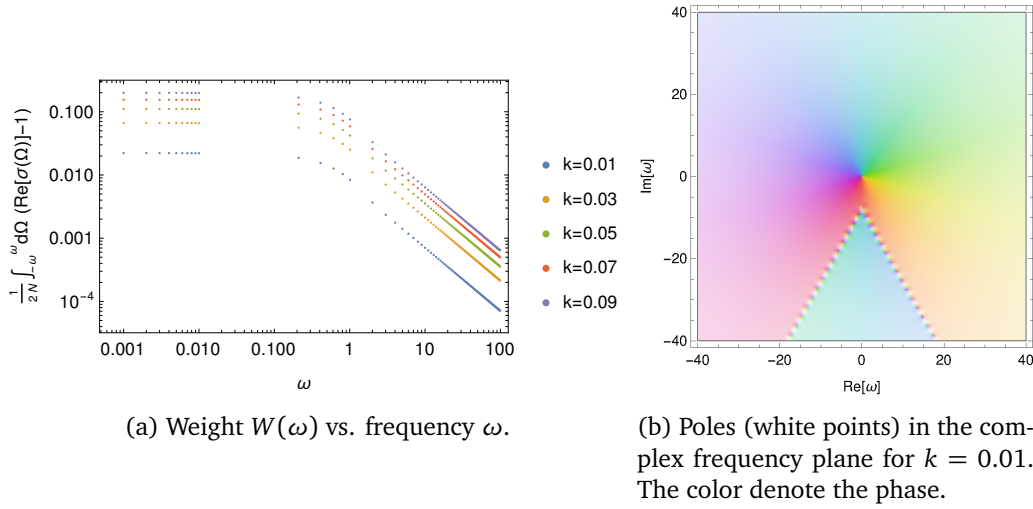 0.100
0.010
0.001
10⁻⁴
0.001 0.010 0.100 1 10 100
ω
1/(2 N) ∫_{-ω}^{ω} dΩ (Re[σ(Ω)]-1)
k=0.01
k=0.03
k=0.05
k=0.07
k=0.09
(a) Weight W(ω) vs. frequency ω.
40
20
0
-20
-40
-40 -20 0 20 40
Re[ω]
Im[ω]
(b) Poles (white points) in the com-
plex frequency plane for k = 0.01.
The color denote the phase.